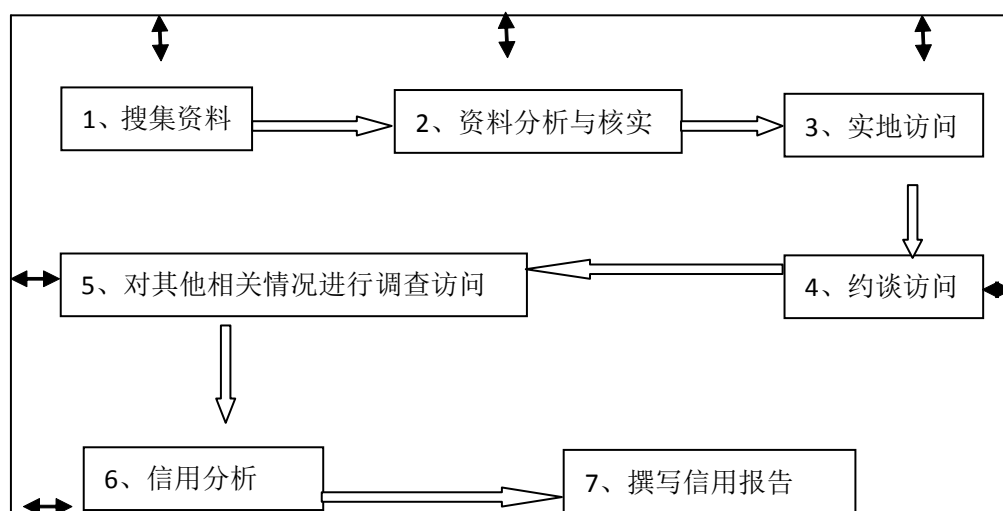 1、搜集资料
2、资料分析与核实
3、实地访问
4、约谈访问
5、对其他相关情况进行调查访问
6、信用分析
7、撰写信用报告